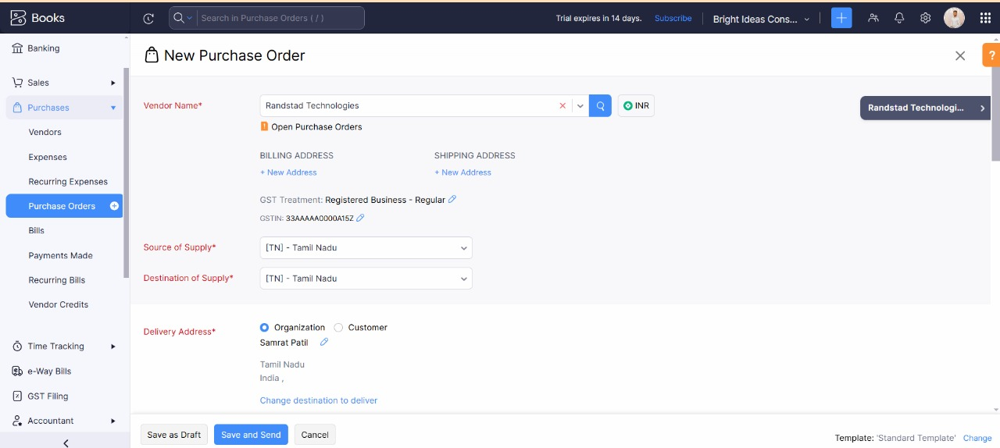 Books
Search in Purchase Orders ( / )
Trial expires in 14 days.
Subscribe
Bright Ideas Cons...
Banking
Sales
Purchases
Vendors
Expenses
Recurring Expenses
Purchase Orders
Bills
Payments Made
Recurring Bills
Vendor Credits
Time Tracking
e-Way Bills
GST Filing
Accountant
New Purchase Order
?
Vendor Name*
Randstad Technologies
INR
Randstad Technologi...
Open Purchase Orders
BILLING ADDRESS
SHIPPING ADDRESS
+ New Address
+ New Address
GST Treatment: Registered Business - Regular
GSTIN: 33AAAAA0000A15Z
Source of Supply*
[TN] - Tamil Nadu
Destination of Supply*
[TN] - Tamil Nadu
Delivery Address*
Organization
Customer
Samrat Patil
Tamil Nadu
India ,
Change destination to deliver
Save as Draft
Save and Send
Cancel
Template: 'Standard Template' Change